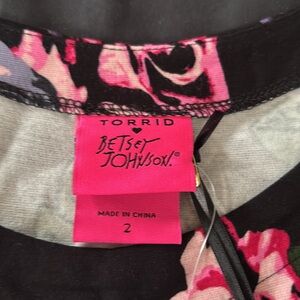 TORRID
BETSEY
JOHNSON.®
MADE IN CHINA
2